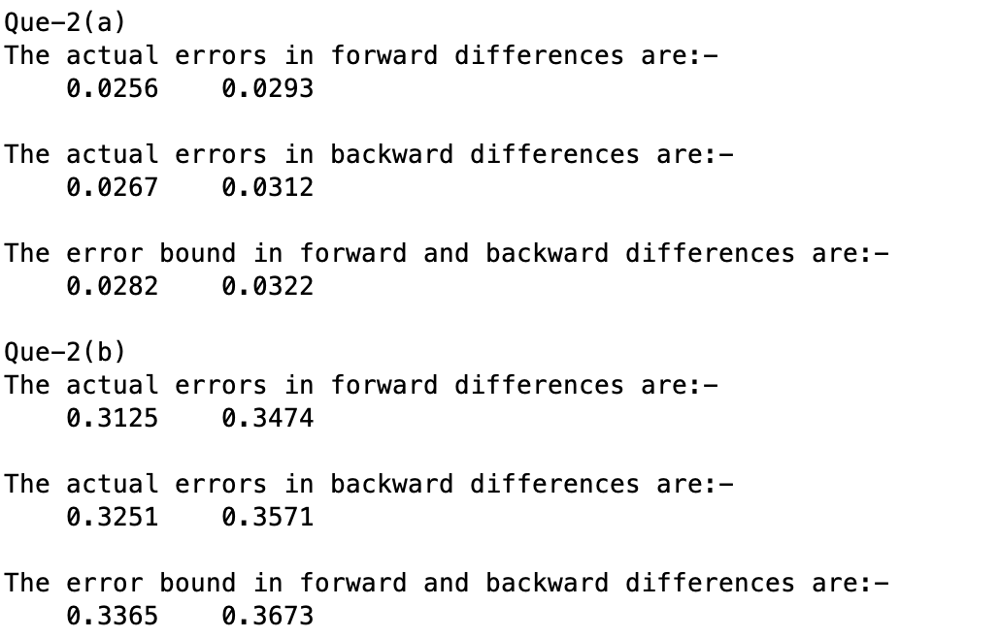 Que-2(a)
The actual errors in forward differences are:-
0.0256 0.0293
The actual errors in backward differences are:-
0.0267 0.0312
The error bound in forward and backward differences are:-
0.0282 0.0322
Que-2(b)
The actual errors in forward differences are:-
0.3125 0.3474
The actual errors in backward differences are:-
0.3251 0.3571
The error bound in forward and backward differences are:-
0.3365 0.3673